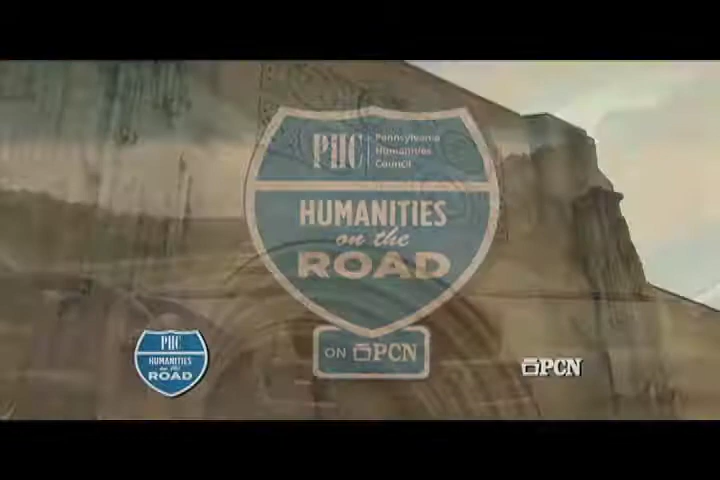 PHC Pennsylvania
Humanities
Council
HUMANITIES
on the
ROAD
ON PCN
PHC
HUMANITIES
on the
ROAD
PCN